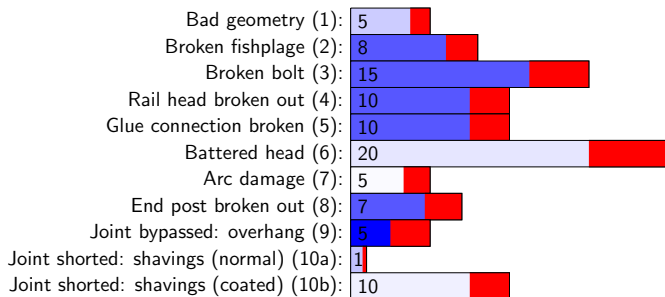 Bad geometry (1): 5
Broken fishplage (2): 8
Broken bolt (3): 15
Rail head broken out (4): 10
Glue connection broken (5): 10
Battered head (6): 20
Arc damage (7): 5
End post broken out (8): 7
Joint bypassed: overhang (9): 5
Joint shorted: shavings (normal) (10a): 1
Joint shorted: shavings (coated) (10b): 10